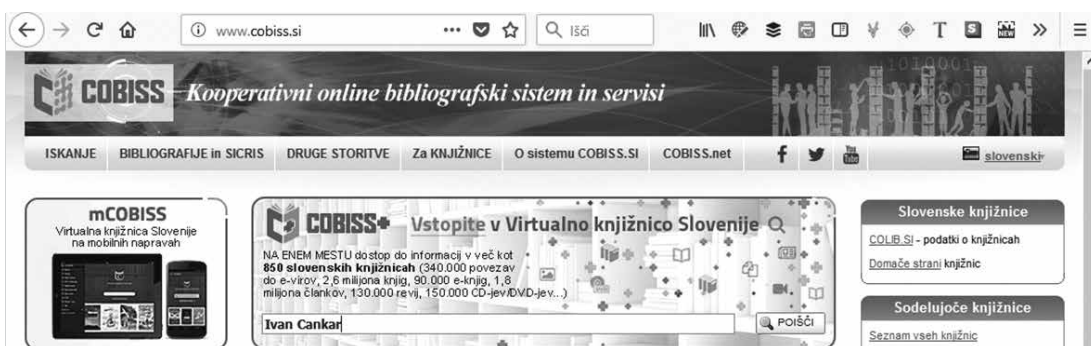 www.cobiss.si
Išči
NEW
COBISS
Kooperativni online bibliografski sistem in servisi
ISKANJE BIBLIOGRAFIJE in SICRIS DRUGE STORITVE Za KNJIŽNICE O sistemu COBISS.SI COBISS.net slovenski
mCOBISS
Virtualna knjižnica Slovenije
na mobilnih napravah
COBISS+ Vstopite v Virtualno knjižnico Slovenije
NA ENEM MESTU dostop do informacij v več kot
850 slovenskih knjižnicah (340.000 povezav
do e-virov, 2,6 milijona knjig, 90.000 e-knjig, 1,8
milijona člankov, 130.000 revij, 150.000 CD-jev/DVD-jev...)
Ivan Cankar
POIŠČI
Slovenske knjižnice
COLIB.SI - podatki o knjižnicah
Domače strani knjižnic
Sodelujoče knjižnice
Seznam vseh knjižnic